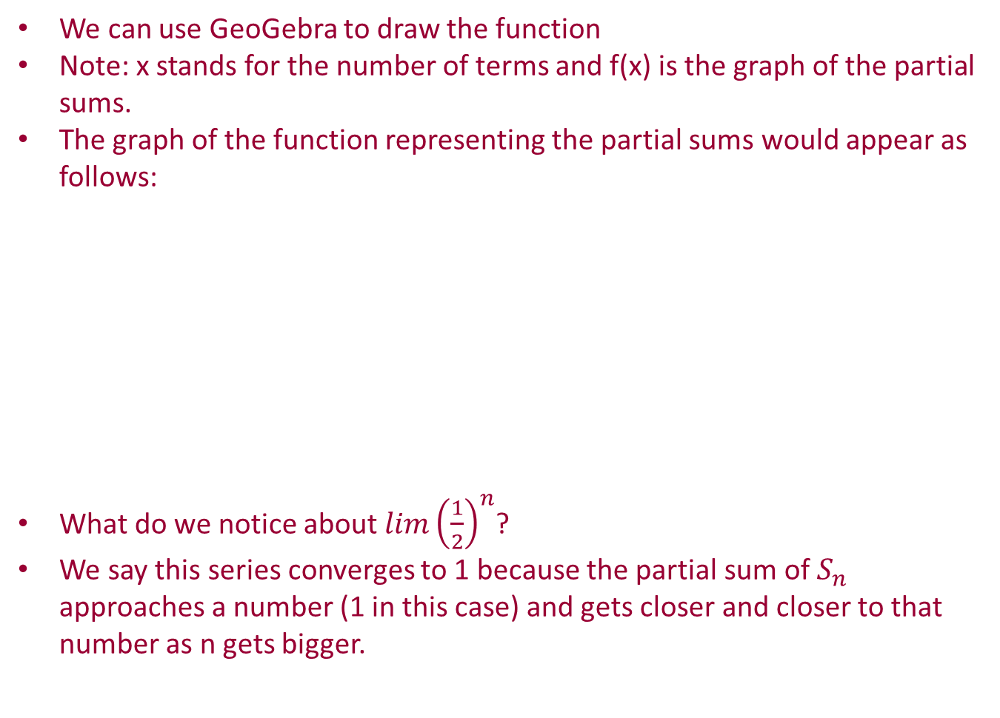 • We can use GeoGebra to draw the function
• Note: x stands for the number of terms and f(x) is the graph of the partial
sums.
• The graph of the function representing the partial sums would appear as
follows:
• What do we notice about lim (1/2)^n?
• We say this series converges to 1 because the partial sum of S_n
approaches a number (1 in this case) and gets closer and closer to that
number as n gets bigger.